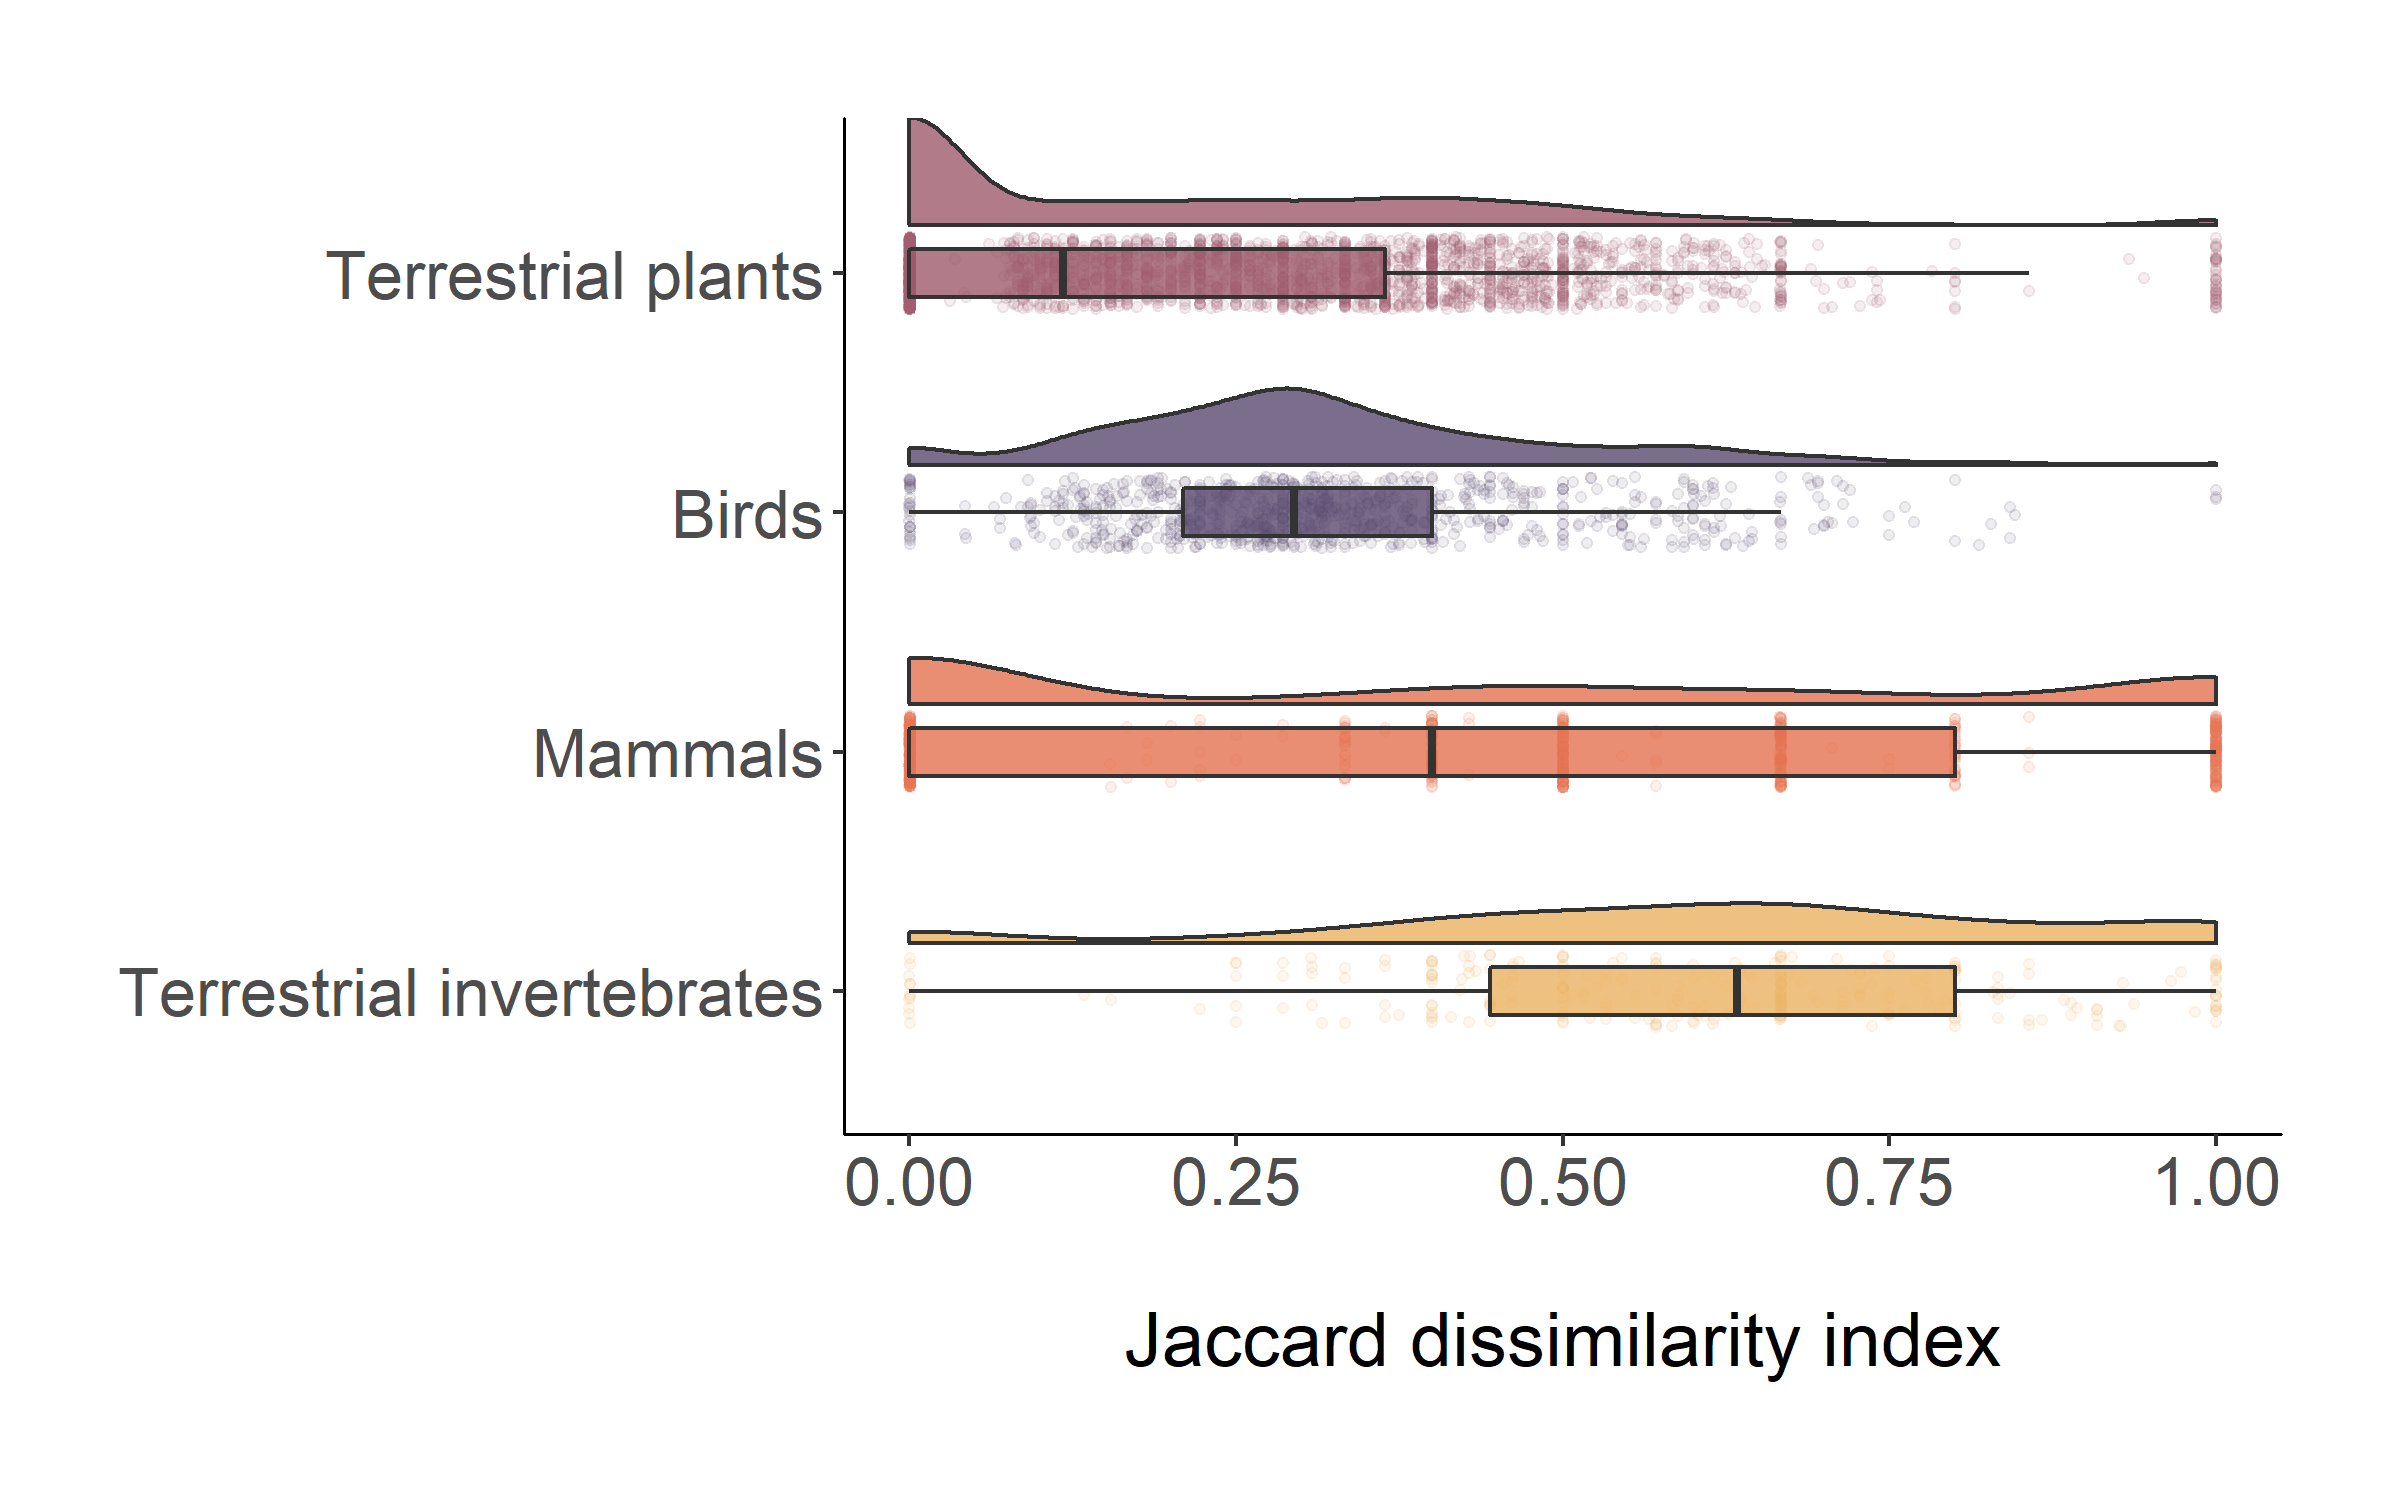 Terrestrial plants
Birds
Mammals
Terrestrial invertebrates
0.00 0.25 0.50 0.75 1.00
Jaccard dissimilarity index